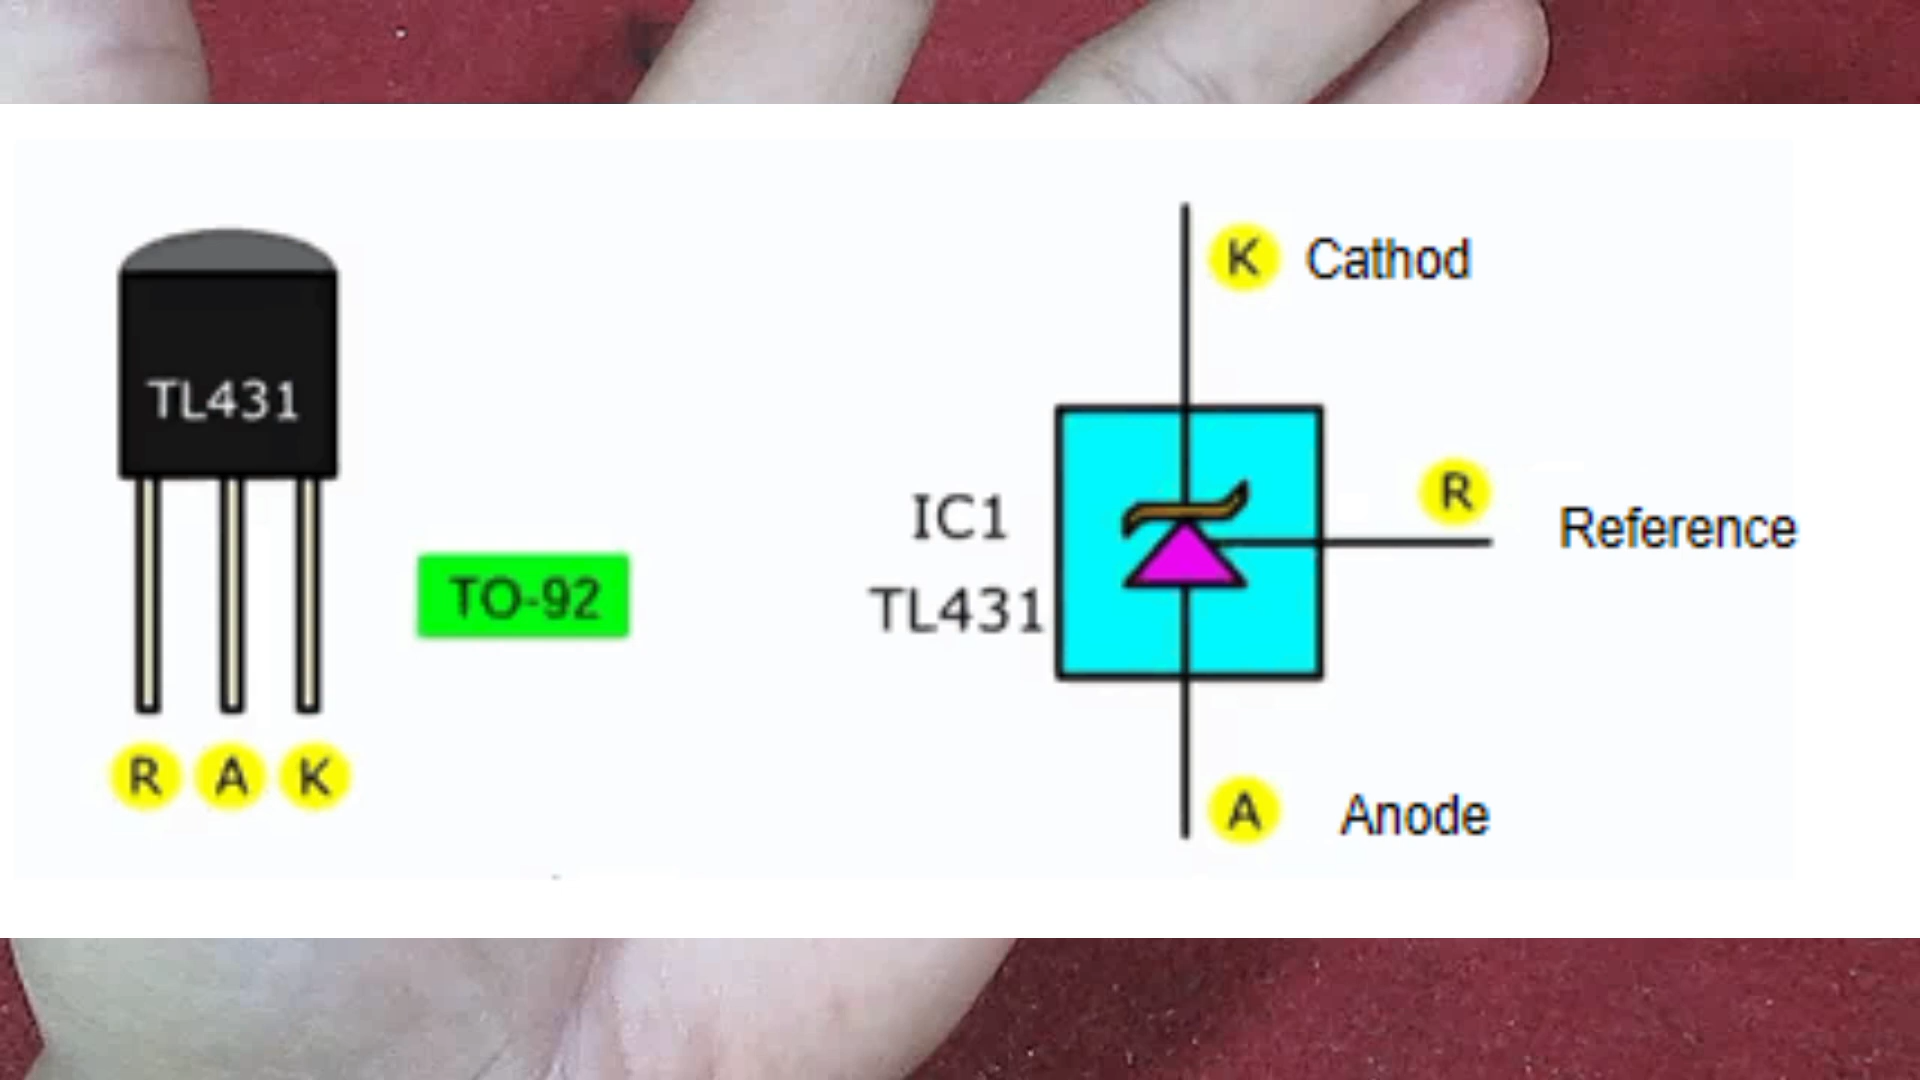 TL431
TO-92
R A K
K Cathod
R
Reference
IC1
TL431
A Anode